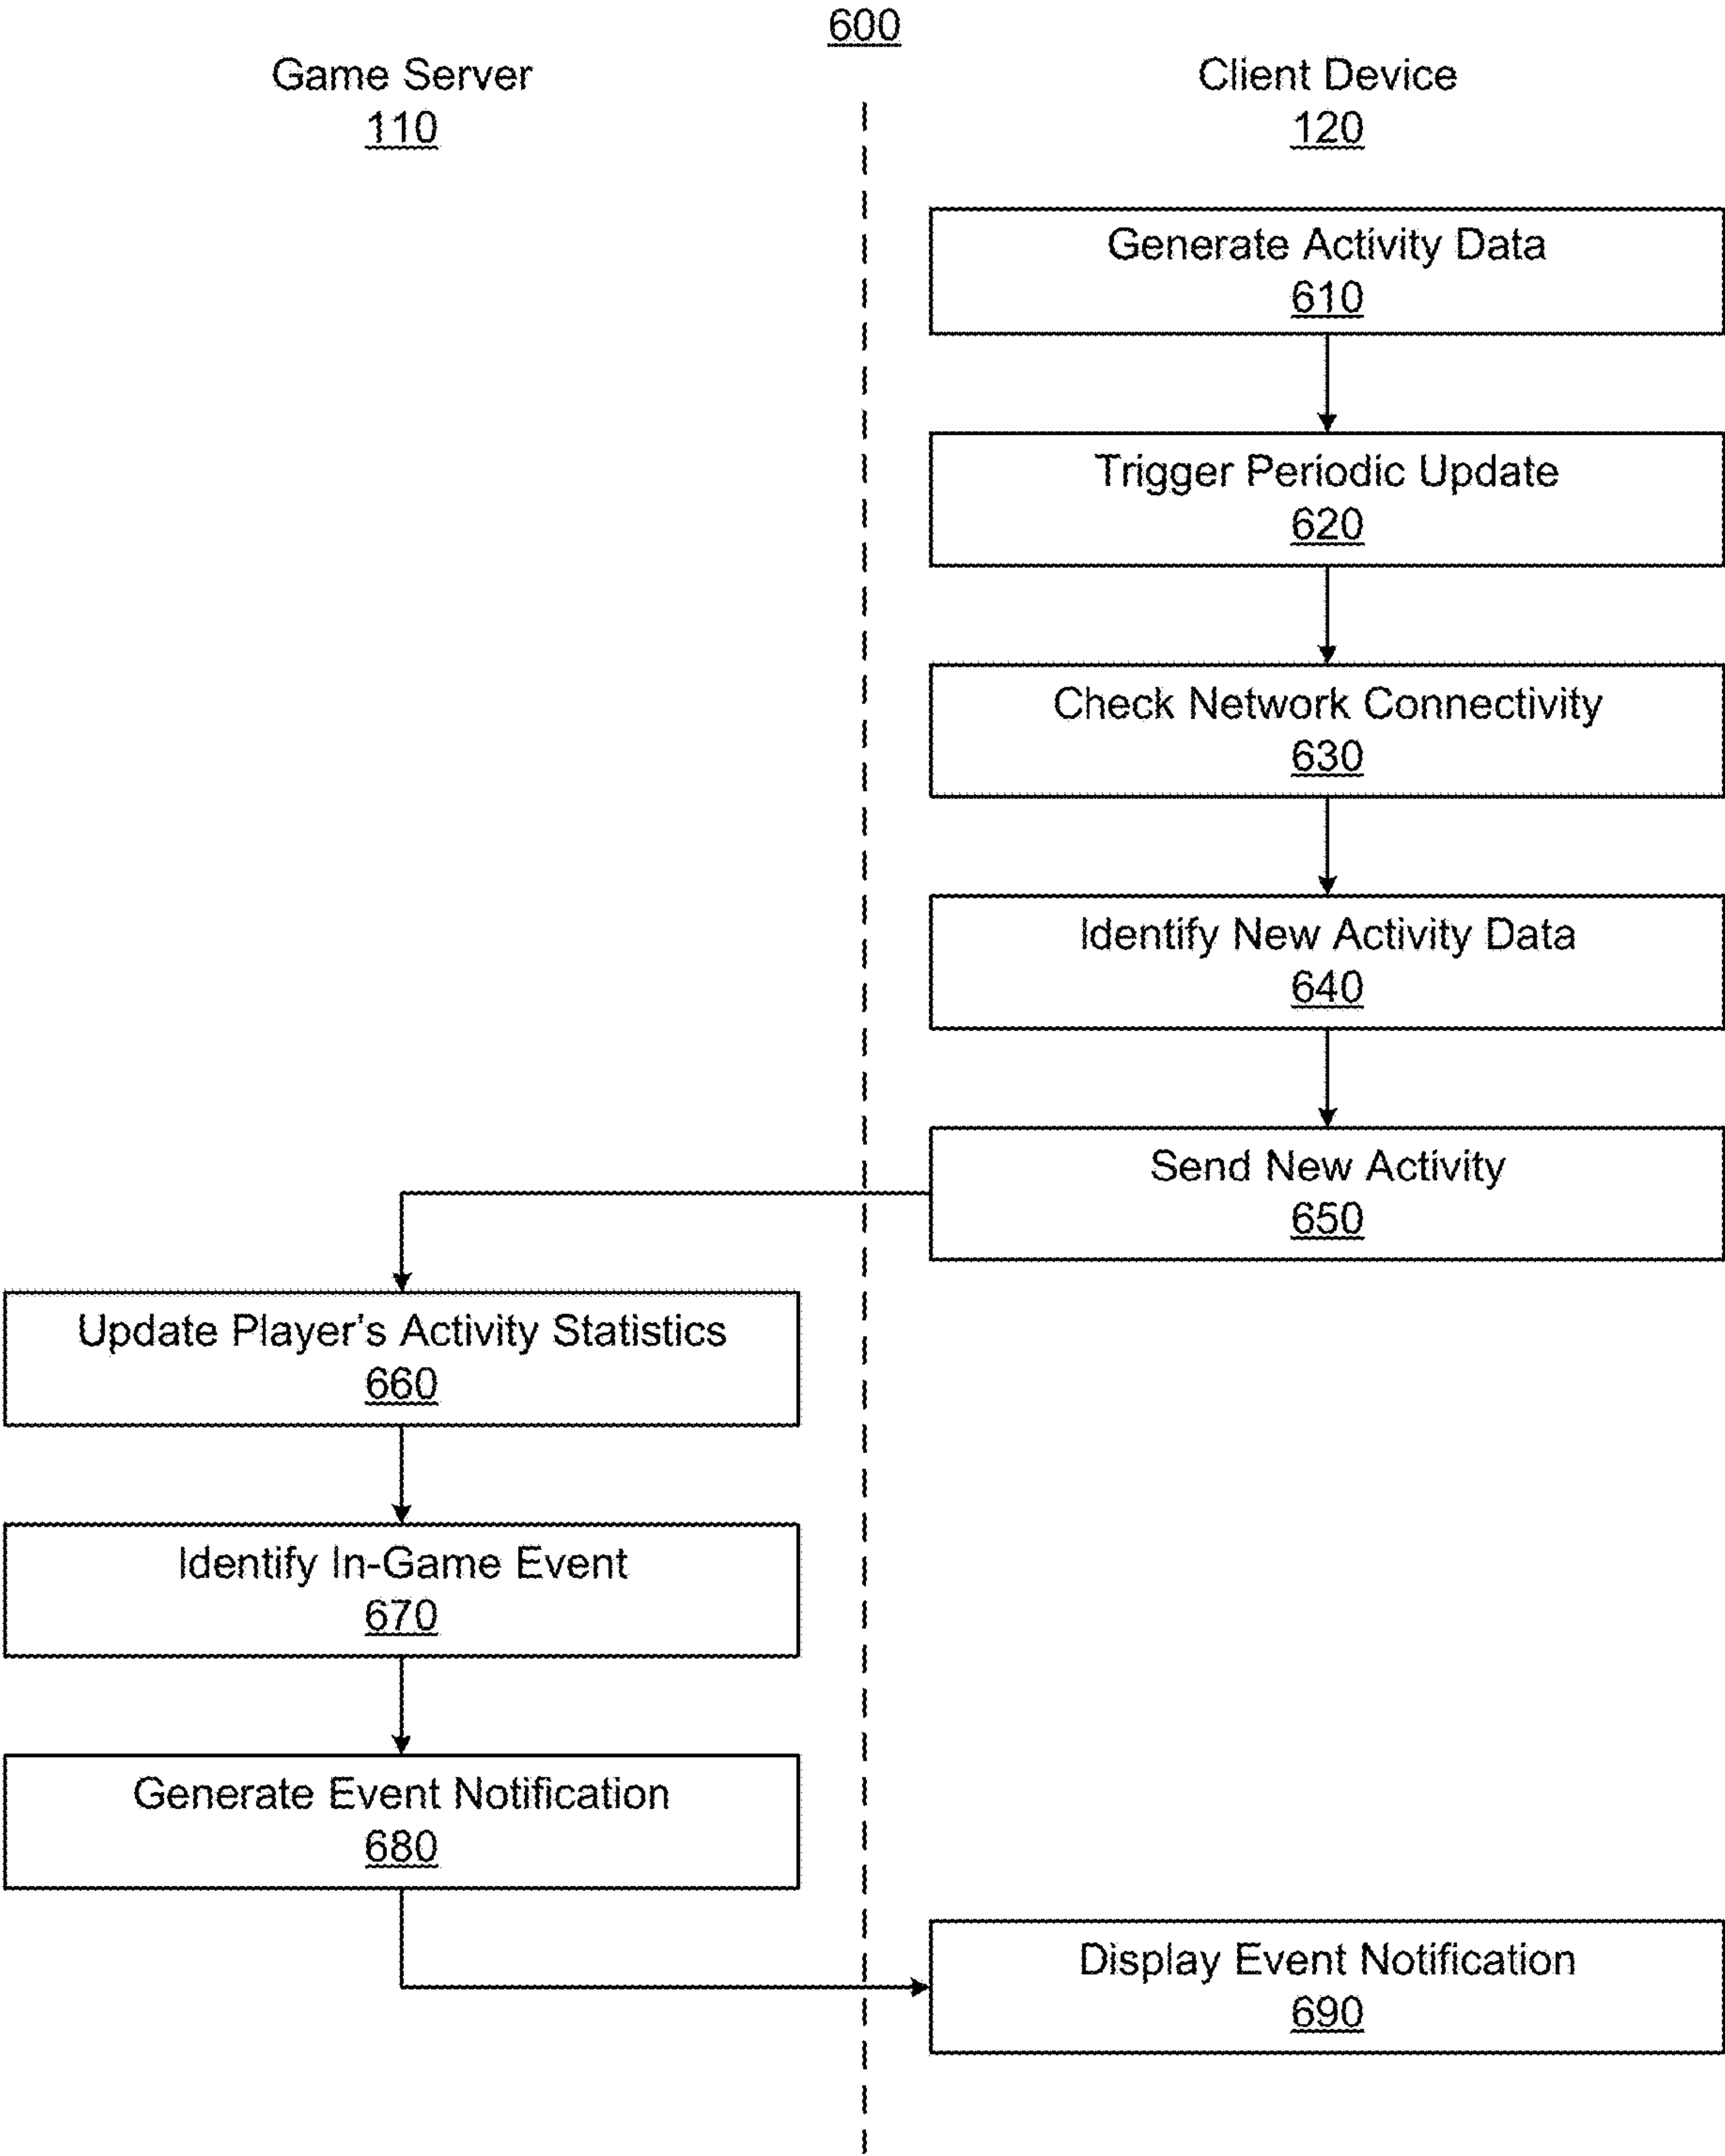 600
Game Server
110
Client Device
120
Generate Activity Data
610
Trigger Periodic Update
620
Check Network Connectivity
630
Identify New Activity Data
640
Send New Activity
650
Update Player’s Activity Statistics
660
Identify In-Game Event
670
Generate Event Notification
680
Display Event Notification
690